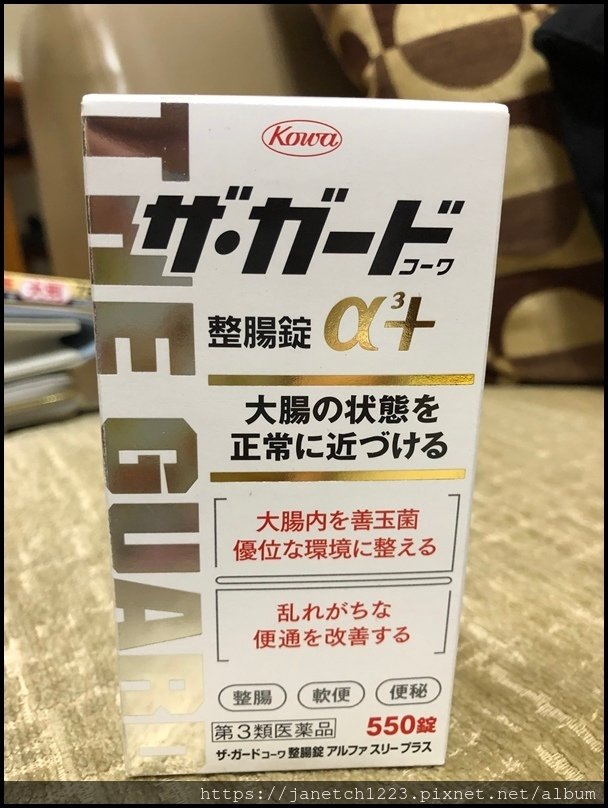 Kowa
THE GUARD
ザ・ガードコーワ
整腸錠 α³+
大腸の状態を
正常に近づける
大腸内を善玉菌
優位な環境に整える
乱れがちな
便通を改善する
整腸 軟便 便秘
第3類医薬品 550錠
ザ・ガードコーワ整腸錠 アルファ スリー プラス
https://janetch1223.pixnet.net/album